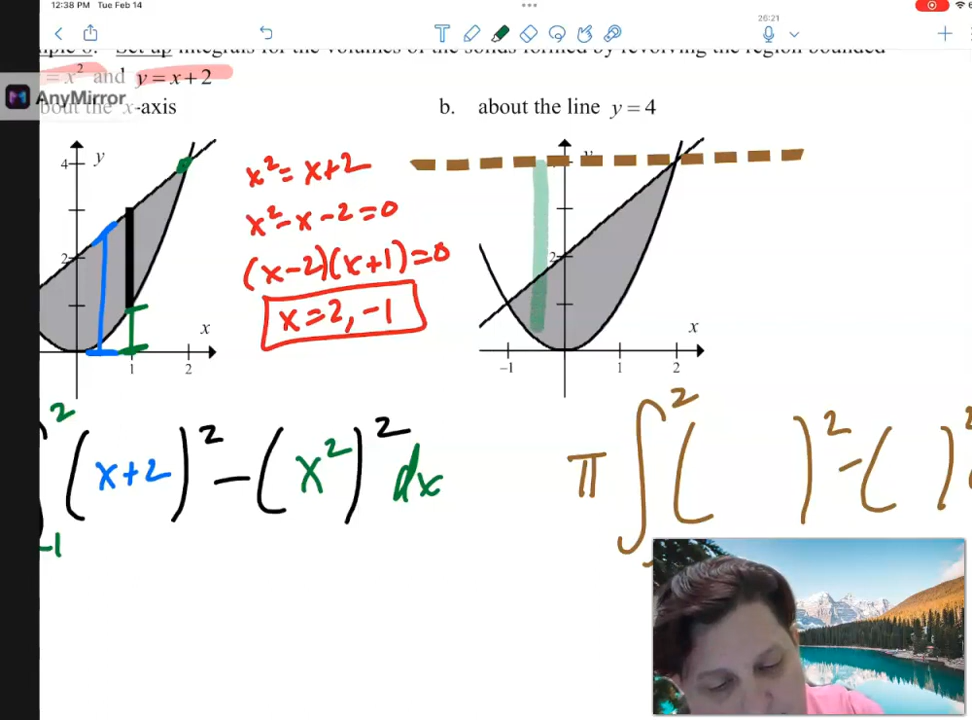 12:38 PM Tue Feb 14
26:21
Set up integrals for the volumes of the solids formed by revolving the region bounded
= x² and y = x + 2
AnyMirror
about the x-axis
b. about the line y = 4
y
4
2
x
1
2
x² = x+2
x² − x − 2 = 0
(x−2)(x+1) = 0
x = 2, −1
y
2
x
−1
1
2
2
(x+2)² − (x²)² dx
−1
π ∫ 2 ( )² − ( )²